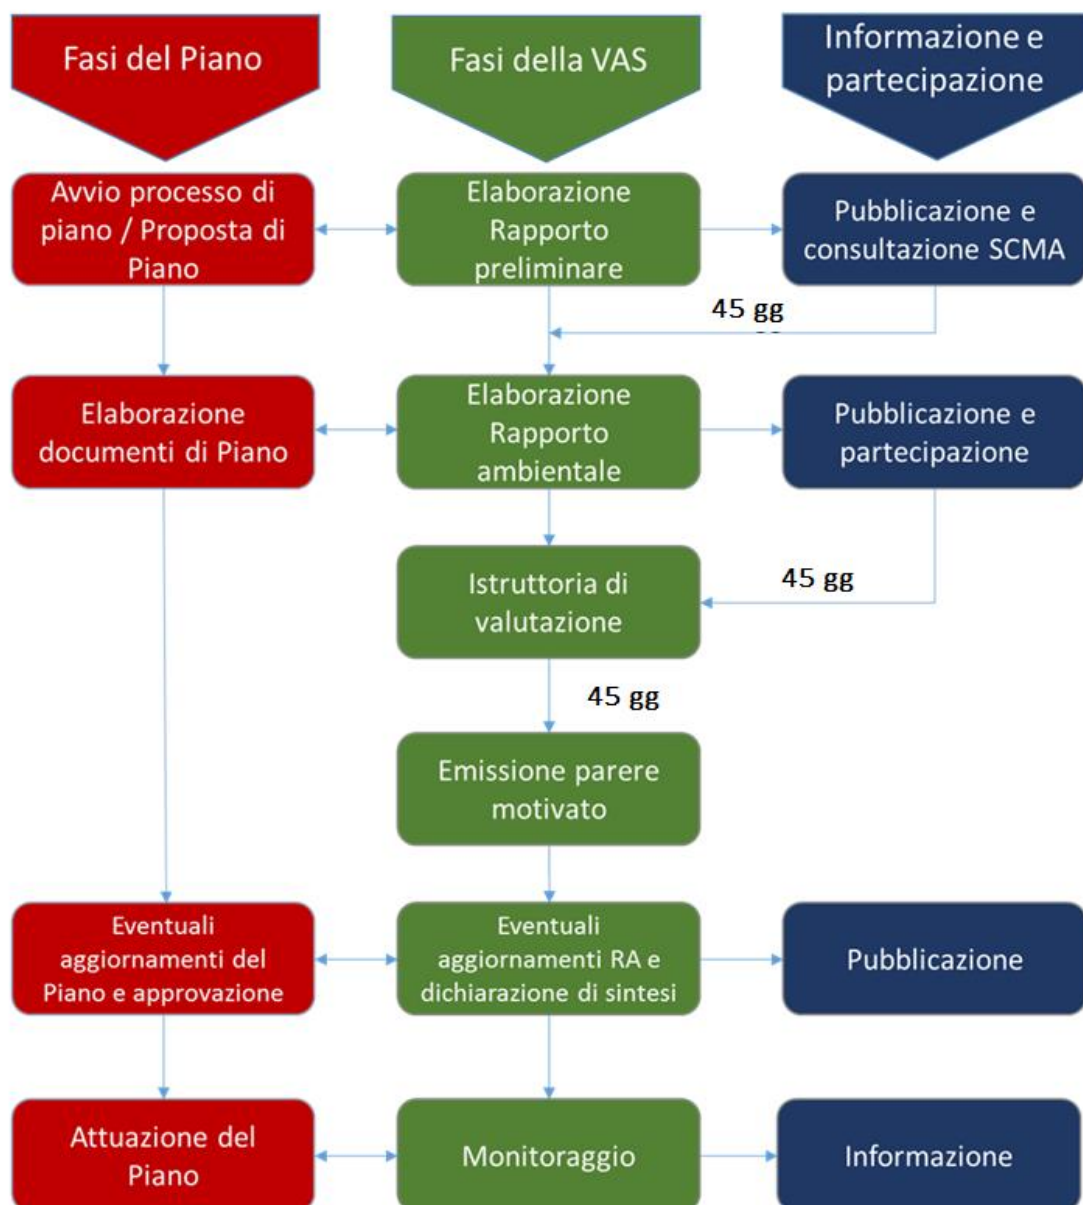 Fasi del Piano
Fasi della VAS
Informazione e
partecipazione
Avvio processo di
piano / Proposta di
Piano
Elaborazione
Rapporto
preliminare
Pubblicazione e
consultazione SCMA
45 gg
Elaborazione
documenti di Piano
Elaborazione
Rapporto
ambientale
Pubblicazione e
partecipazione
Istruttoria di
valutazione
45 gg
45 gg
Emissione parere
motivato
Eventuali
aggiornamenti del
Piano e approvazione
Eventuali
aggiornamenti RA e
dichiarazione di sintesi
Pubblicazione
Attuazione del
Piano
Monitoraggio
Informazione